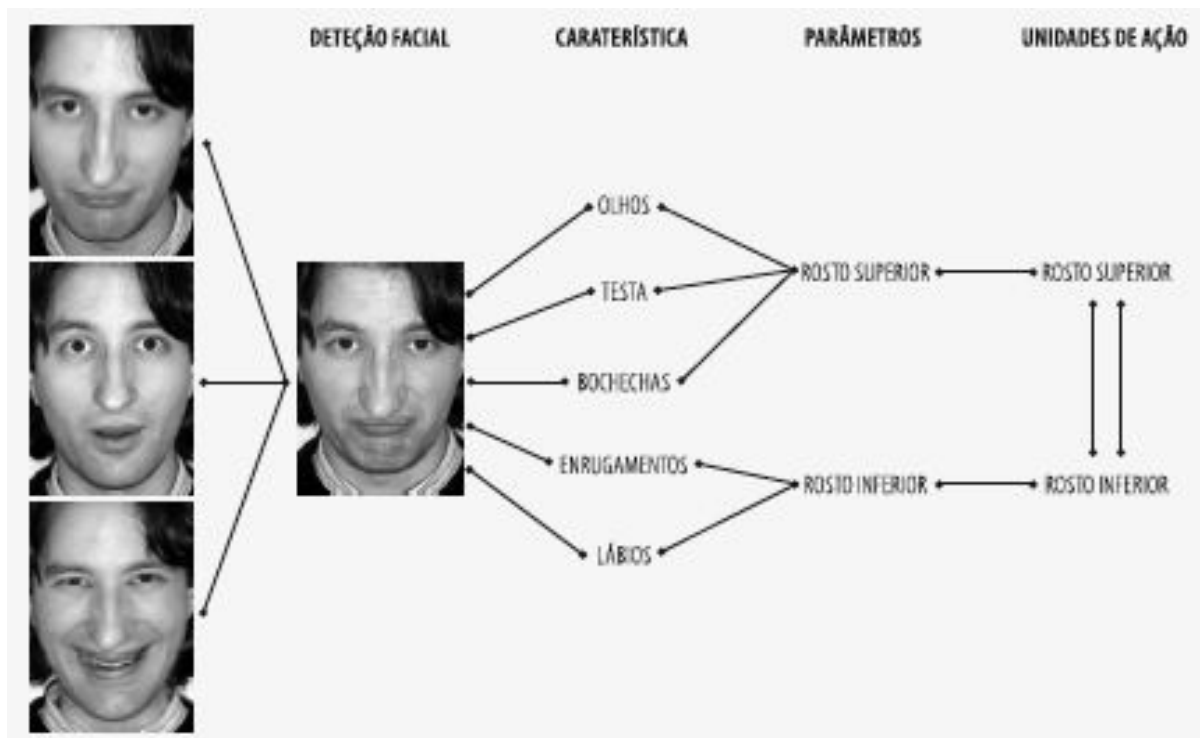 DETEÇÃO FACIAL
CARATERÍSTICA
PARÂMETROS
UNIDADES DE AÇÃO
OLHOS
TESTA
BOCHECHAS
ENRUGAMENTOS
LÁBIOS
ROSTO SUPERIOR
ROSTO INFERIOR
ROSTO SUPERIOR
ROSTO INFERIOR